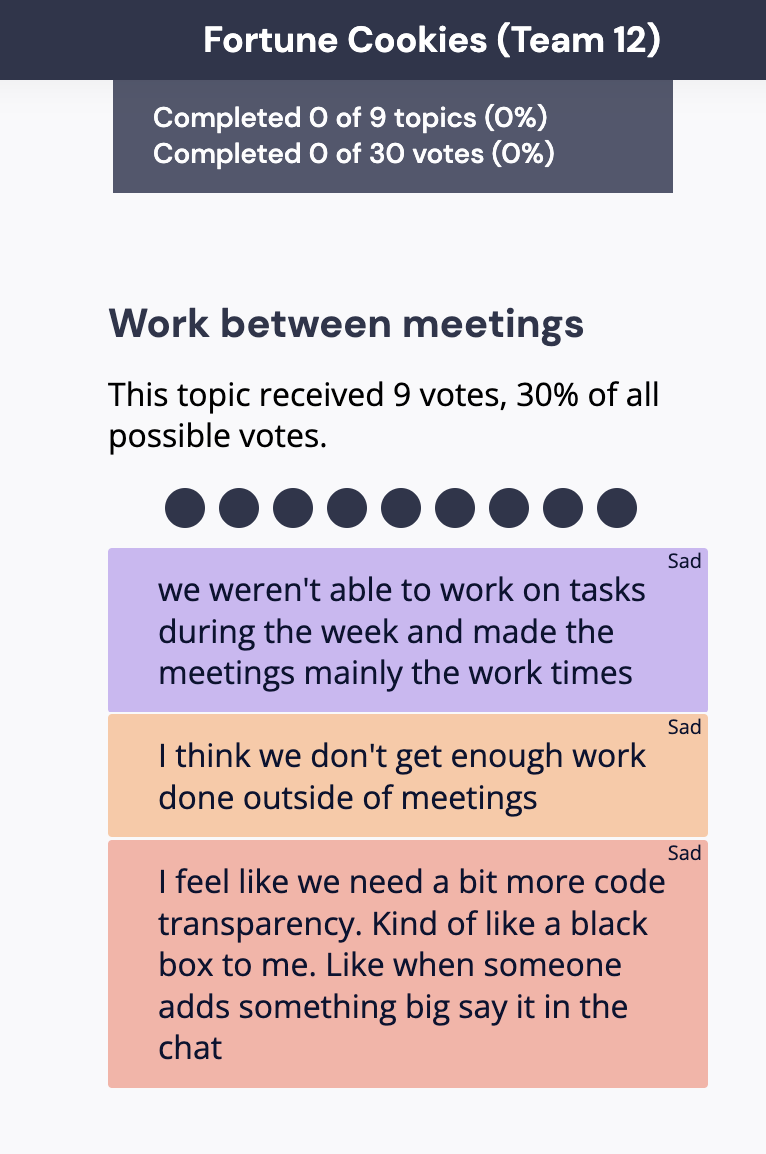 Fortune Cookies (Team 12)
Completed 0 of 9 topics (0%)
Completed 0 of 30 votes (0%)
Work between meetings
This topic received 9 votes, 30% of all
possible votes.
Sad
we weren't able to work on tasks
during the week and made the
meetings mainly the work times
Sad
I think we don't get enough work
done outside of meetings
Sad
I feel like we need a bit more code
transparency. Kind of like a black
box to me. Like when someone
adds something big say it in the
chat